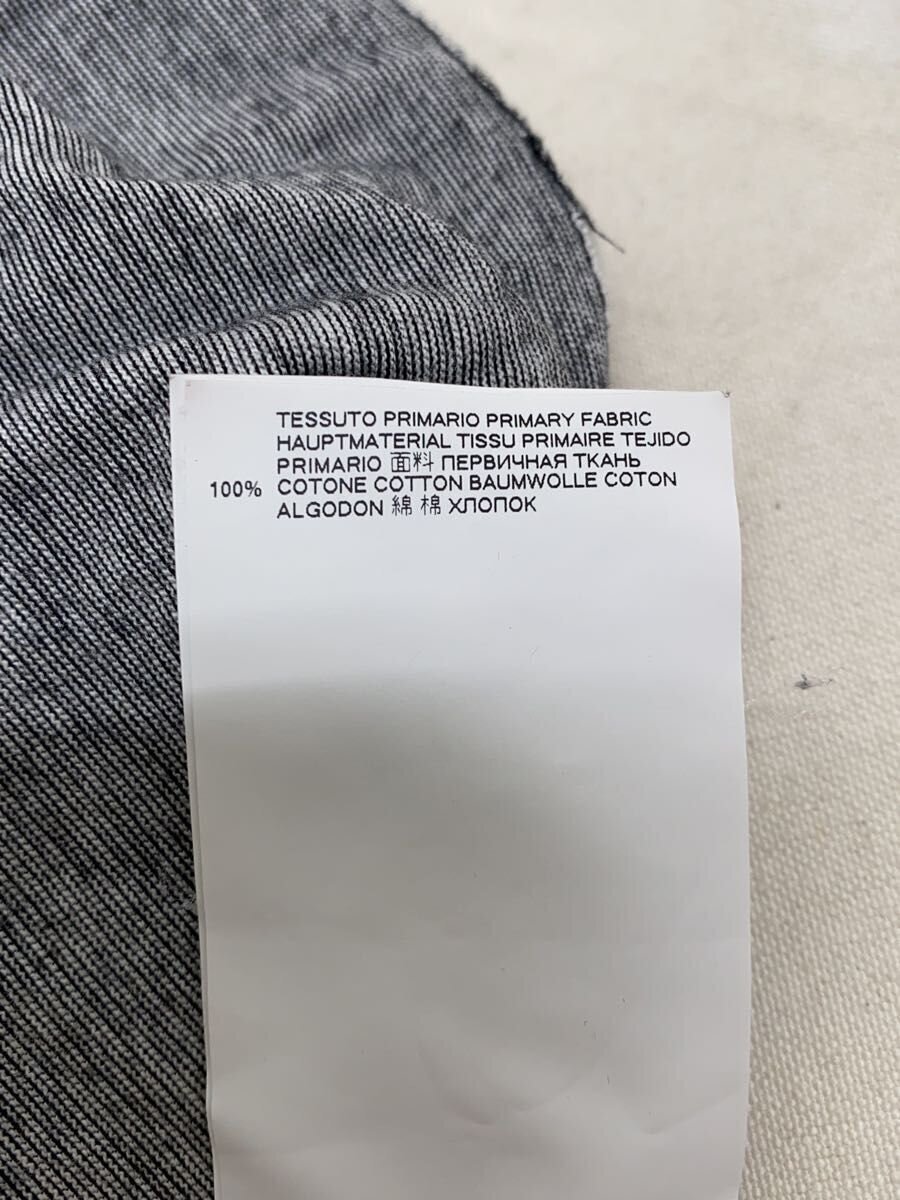 TESSUTO PRIMARIO PRIMARY FABRIC
HAUPTMATERIAL TISSU PRIMAIRE TEJIDO
PRIMARIO 面料 ПЕРВИЧНАЯ ТКАНЬ
100% COTONE COTTON BAUMWOLLE COTON
ALGODON 綿 棉 ХЛОПОК